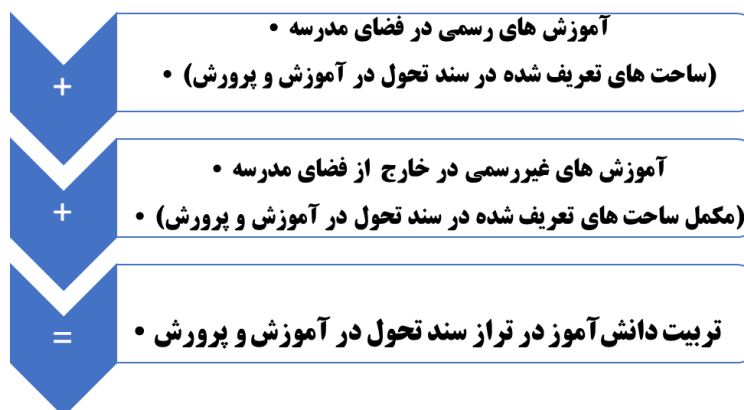 +
آموزش های رسمی در فضای مدرسه •
(ساحت های تعریف شده در سند تحول در آموزش و پرورش) •
+
آموزش های غیررسمی در خارج از فضای مدرسه •
(مکمل ساحت های تعریف شده در سند تحول در آموزش و پرورش) •
=
تربیت دانش‌آموز در تراز سند تحول در آموزش و پرورش •